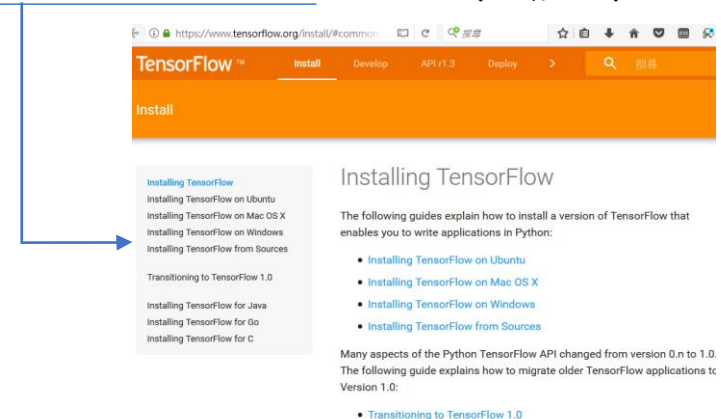 https://www.tensorflow.org/install/#common
搜尋
TensorFlow ™
Install
Develop
API r1.3
Deploy
搜尋
Install
Installing TensorFlow
Installing TensorFlow on Ubuntu
Installing TensorFlow on Mac OS X
Installing TensorFlow on Windows
Installing TensorFlow from Sources
Transitioning to TensorFlow 1.0
Installing TensorFlow for Java
Installing TensorFlow for Go
Installing TensorFlow for C
Installing TensorFlow
The following guides explain how to install a version of TensorFlow that
enables you to write applications in Python:
• Installing TensorFlow on Ubuntu
• Installing TensorFlow on Mac OS X
• Installing TensorFlow on Windows
• Installing TensorFlow from Sources
Many aspects of the Python TensorFlow API changed from version 0.n to 1.0.
The following guide explains how to migrate older TensorFlow applications to
Version 1.0:
• Transitioning to TensorFlow 1.0